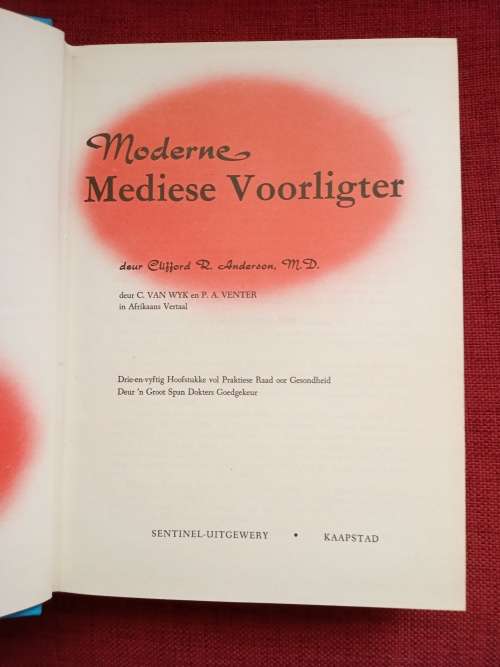 Moderne
Mediese Voorligter
deur Clifford R. Anderson, M.D.
deur C. VAN WYK en P. A. VENTER
in Afrikaans Vertaal
Drie-en-vyftig Hoofstukke vol Praktiese Raad oor Gesondheid
Deur 'n Groot Span Dokters Goedgekeur
SENTINEL-UITGEWERY • KAAPSTAD